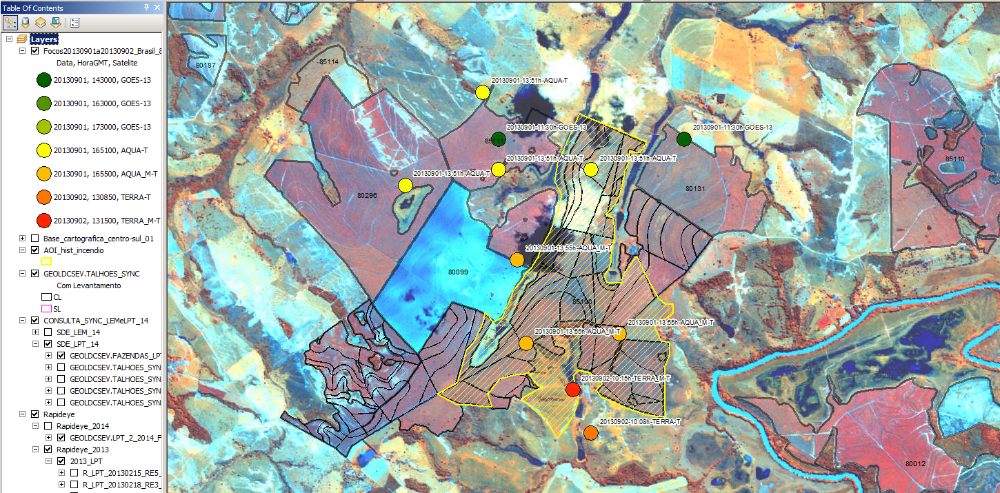 Table Of Contents
Layers
Focos20130901a20130902_Brasil_8
Data, HoraGMT, Satelite
20130901, 143000, GOES-13
20130901, 163000, GOES-13
20130901, 173000, GOES-13
20130901, 165100, AQUA-T
20130901, 165500, AQUA_M-T
20130902, 130850, TERRA-T
20130902, 131500, TERRA_M-T
Base_cartografica_centro-sul_01
AOI_hist_incendio
GEOLDCSEV.TALHOES_SYNC
Com Levantamento
CL
SL
CONSULTA_SYNC_LEMeLPT_14
SDE_LEM_14
SDE_LPT_14
GEOLDCSEV.FAZENDAS_LPT
GEOLDCSEV.TALHOES_SYN
GEOLDCSEV.TALHOES_SYN
GEOLDCSEV.TALHOES_SYN
GEOLDCSEV.TALHOES_SYN
Rapideye
Rapideye_2014
GEOLDCSEV.LPT_2_2014_F
Rapideye_2013
2013_LPT
R_LPT_20130215_RE5_
R_LPT_20130218_RE3_
80187
85114
20130901-13:51h-AQUA-T
20130901-11:30h-GOES-13
20130901-11:30h-GOES-13
85111
20130901-13:51h-AQUA-T
20130901-13:51h-AQUA-T
85110
20130901-13:51h-AQUA-T
80296
80131
20130901-13:55h-AQUA_M-T
80099
20130901-13:55h-AQUA_M-T
20130901-13:55h-AQUA_M-T
20130902-10:15h-TERRA_M-T
20130902-10:08h-TERRA-T
80012